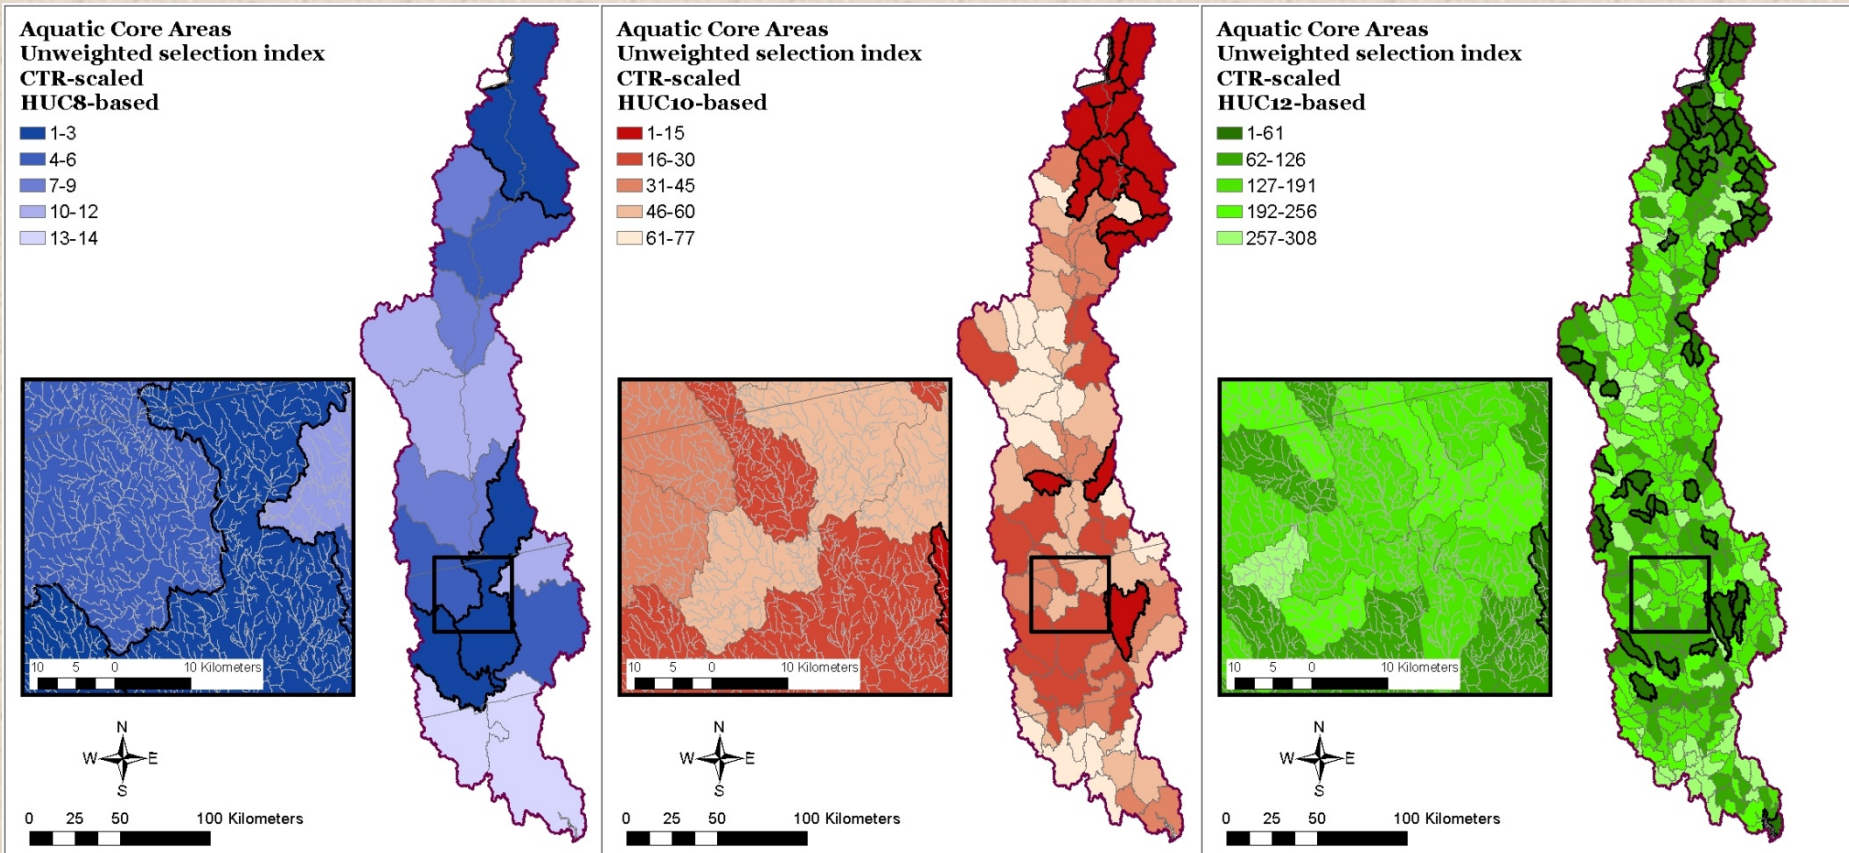 Aquatic Core Areas
Unweighted selection index
CTR-scaled
HUC8-based
1-3
4-6
7-9
10-12
13-14
10 5 0 10 Kilometers
N
W E
S
0 25 50 100 Kilometers
Aquatic Core Areas
Unweighted selection index
CTR-scaled
HUC10-based
1-15
16-30
31-45
46-60
61-77
10 5 0 10 Kilometers
N
W E
S
0 25 50 100 Kilometers
Aquatic Core Areas
Unweighted selection index
CTR-scaled
HUC12-based
1-61
62-126
127-191
192-256
257-308
10 5 0 10 Kilometers
N
W E
S
0 25 50 100 Kilometers